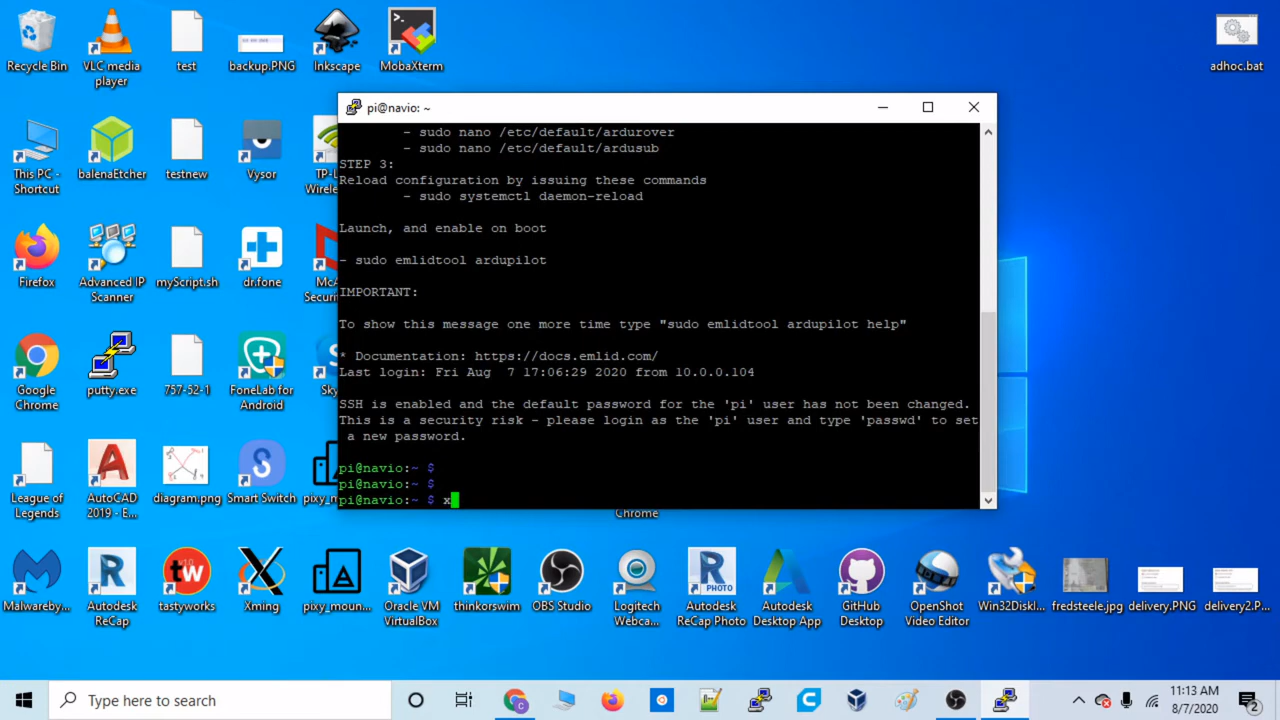 Recycle Bin
VLC media
player
test
backup.PNG
Inkscape
MobaXterm
adhoc.bat
This PC -
Shortcut
balenaEtcher
testnew
Vysor
TP-L
Wirele
Firefox
Advanced IP
Scanner
myScript.sh
dr.fone
McA
Securi
Google
Chrome
putty.exe
757-52-1
FoneLab for
Android
Sky
League of
Legends
AutoCAD
2019 - E...
diagram.png
Smart Switch
pixy_m
Chrome
pi@navio: ~
- sudo nano /etc/default/ardurover
- sudo nano /etc/default/ardusub
STEP 3:
Reload configuration by issuing these commands
- sudo systemctl daemon-reload
Launch, and enable on boot
- sudo emlidtool ardupilot
IMPORTANT:
To show this message one more time type "sudo emlidtool ardupilot help"
* Documentation: https://docs.emlid.com/
Last login: Fri Aug  7 17:06:29 2020 from 10.0.0.104
SSH is enabled and the default password for the 'pi' user has not been changed.
This is a security risk - please login as the 'pi' user and type 'passwd' to set
a new password.
pi@navio:~ $
pi@navio:~ $
pi@navio:~ $ x
Malwareby...
Autodesk
ReCap
tastyworks
Xming
pixy_moun...
Oracle VM
VirtualBox
thinkorswim
OBS Studio
Logitech
Webca...
PHOTO
Autodesk
ReCap Photo
Autodesk
Desktop App
GitHub
Desktop
OpenShot
Video Editor
Win32DiskI...
fredsteele.jpg
delivery.PNG
delivery2.P...
Type here to search
11:13 AM
8/7/2020
2